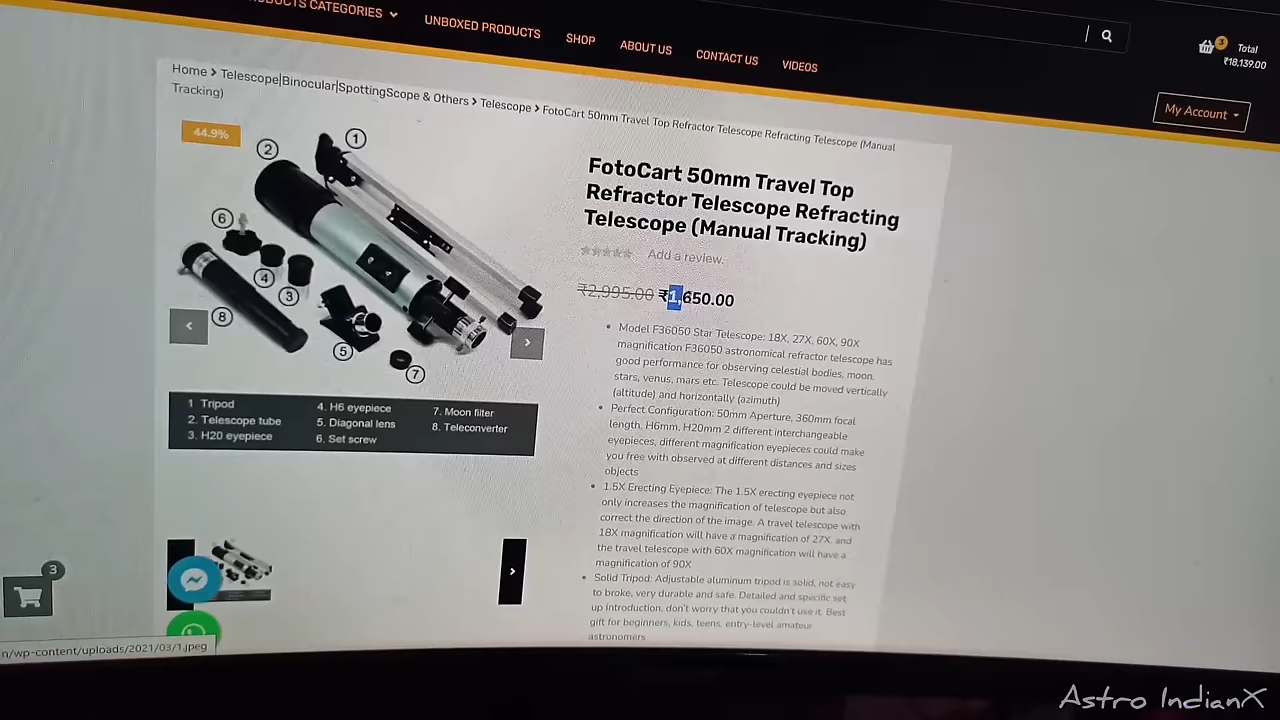 PRODUCTS CATEGORIES
UNBOXED PRODUCTS
SHOP
ABOUT US
CONTACT US
VIDEOS
3
Total
₹18,139.00
My Account
Home > Telescope|Binocular|SpottingScope & Others > Telescope > FotoCart 50mm Travel Top Refractor Telescope Refracting Telescope (Manual
Tracking)
44.9%
1
2
6
4
3
8
5
7
1 Tripod
2. Telescope tube
3. H20 eyepiece
4. H6 eyepiece
5. Diagonal lens
6. Set screw
7. Moon filter
8. Teleconverter
FotoCart 50mm Travel Top
Refractor Telescope Refracting
Telescope (Manual Tracking)
Add a review.
₹2,995.00 ₹1,650.00
Model F36050 Star Telescope: 18X, 27X, 60X, 90X
magnification F36050 astronomical refractor telescope has
good performance for observing celestial bodies, moon,
stars, venus, mars etc. Telescope could be moved vertically
(altitude) and horizontally (azimuth)
Perfect Configuration: 50mm Aperture, 360mm focal
length. H6mm, H20mm 2 different interchangeable
eyepieces, different magnification eyepieces could make
you free with observed at different distances and sizes
objects
1.5X Erecting Eyepiece: The 1.5X erecting eyepiece not
only increases the magnification of telescope but also
correct the direction of the image. A travel telescope with
18X magnification will have a magnification of 27X, and
the travel telescope with 60X magnification will have a
magnification of 90X
Solid Tripod: Adjustable aluminum tripod is solid, not easy
to broke, very durable and safe. Detailed and specific set
up introduction, don't worry that you couldn't use it. Best
gift for beginners, kids, teens, entry-level amateur
astronomers
3
n/wp-content/uploads/2021/03/1.jpeg
Astro IndianX